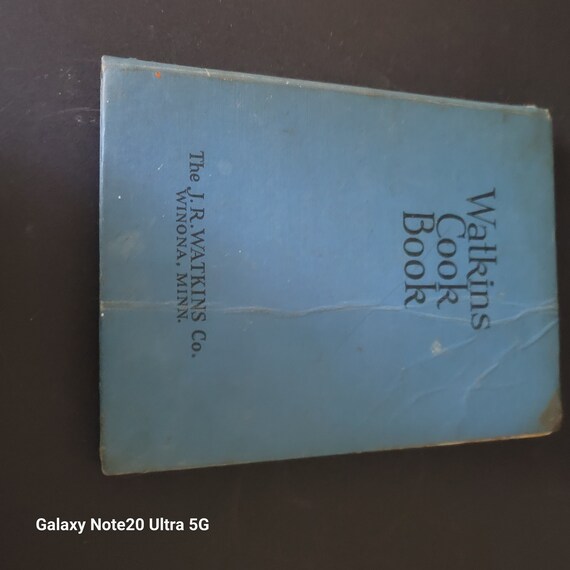 Watkins
Cook
Book
The J.R.WATKINS Co.
WINONA, MINN.
Galaxy Note20 Ultra 5G